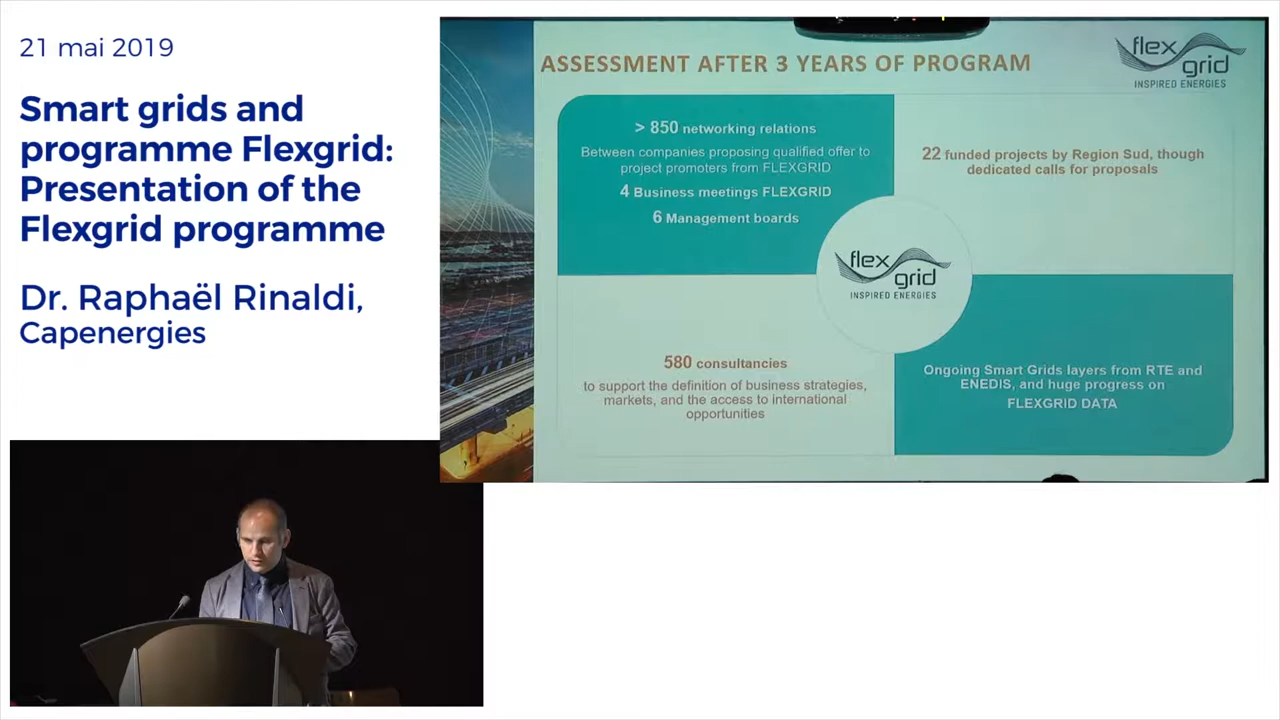 21 mai 2019
Smart grids and
programme Flexgrid:
Presentation of the
Flexgrid programme
Dr. Raphaël Rinaldi,
Capenergies
ASSESSMENT AFTER 3 YEARS OF PROGRAM
flex
grid
INSPIRED ENERGIES
> 850 networking relations
Between companies proposing qualified offer to
project promoters from FLEXGRID
4 Business meetings FLEXGRID
6 Management boards
22 funded projects by Region Sud, though
dedicated calls for proposals
flex
grid
INSPIRED ENERGIES
580 consultancies
to support the definition of business strategies,
markets, and the access to international
opportunities
Ongoing Smart Grids layers from RTE and
ENEDIS, and huge progress on
FLEXGRID DATA